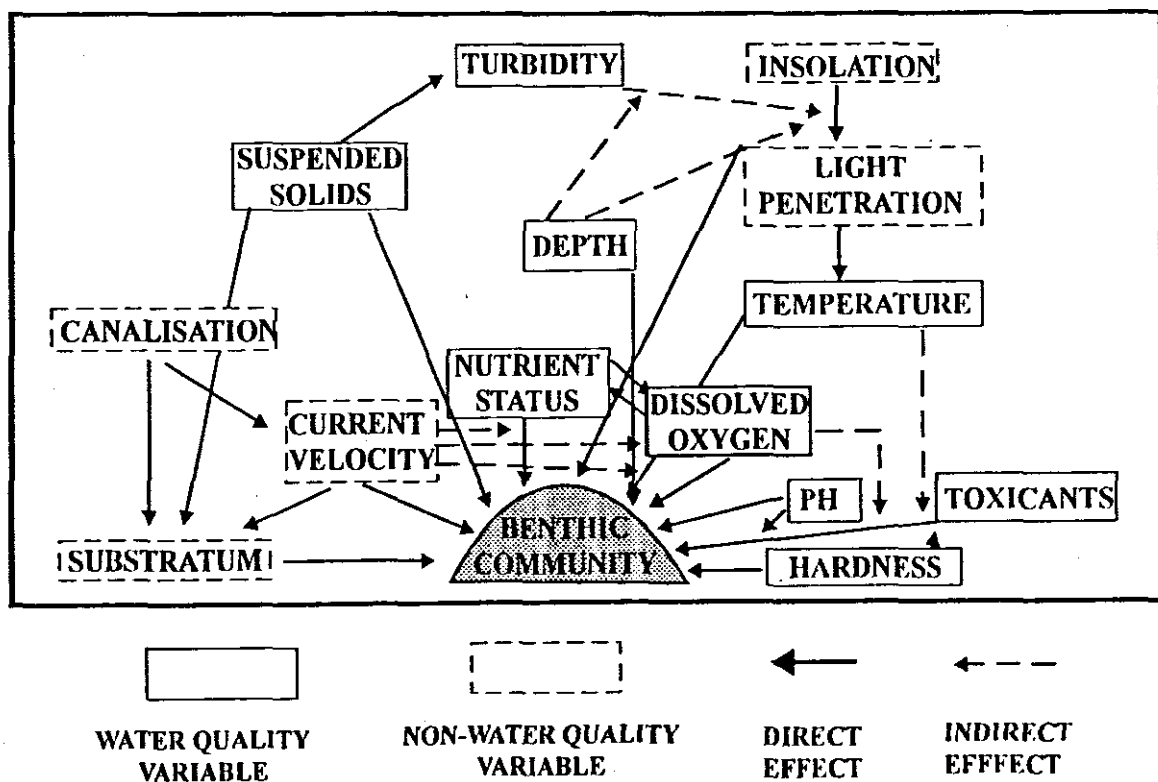 TURBIDITY
INSOLATION
SUSPENDED
SOLIDS
LIGHT
PENETRATION
DEPTH
TEMPERATURE
CANALISATION
NUTRIENT
STATUS
DISSOLVED
OXYGEN
CURRENT
VELOCITY
PH
TOXICANTS
BENTHIC
COMMUNITY
SUBSTRATUM
HARDNESS
WATER QUALITY
VARIABLE
NON-WATER QUALITY
VARIABLE
DIRECT
EFFECT
INDIRECT
EFFFECT